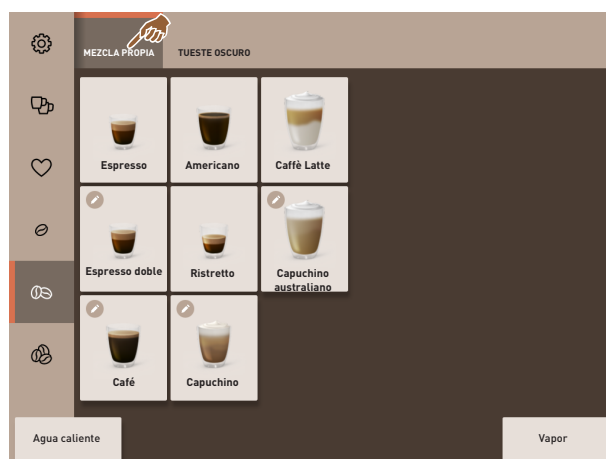 MEZCLA PROPIA
TUESTE OSCURO
Espresso
Americano
Caffè Latte
Espresso doble
Ristretto
Capuchino
australiano
Café
Capuchino
Agua caliente
Vapor